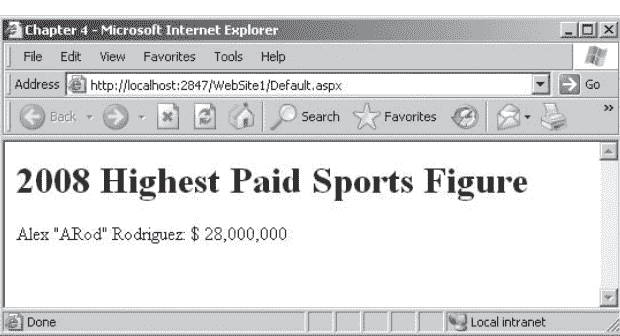 Chapter 4 - Microsoft Internet Explorer
File Edit View Favorites Tools Help
Address http://localhost:2847/WebSite1/Default.aspx Go
Back Search Favorites »
2008 Highest Paid Sports Figure
Alex "ARod" Rodriguez: $ 28,000,000
Done Local intranet